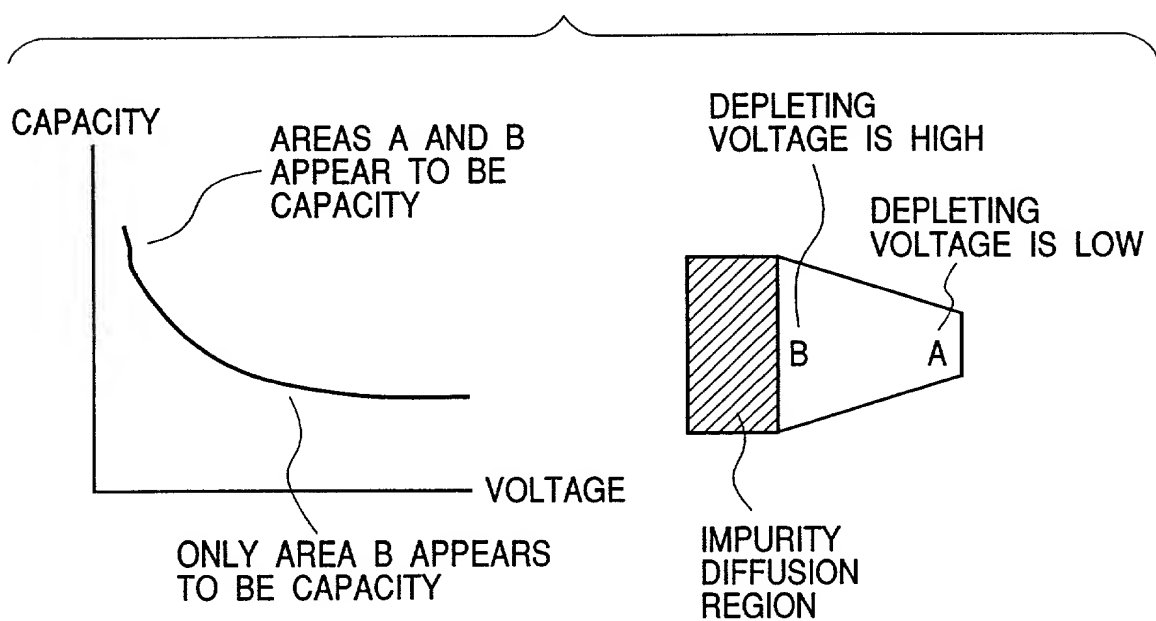 CAPACITY
AREAS A AND B
APPEAR TO BE
CAPACITY
VOLTAGE
ONLY AREA B APPEARS
TO BE CAPACITY
DEPLETING
VOLTAGE IS HIGH
DEPLETING
VOLTAGE IS LOW
B
A
IMPURITY
DIFFUSION
REGION